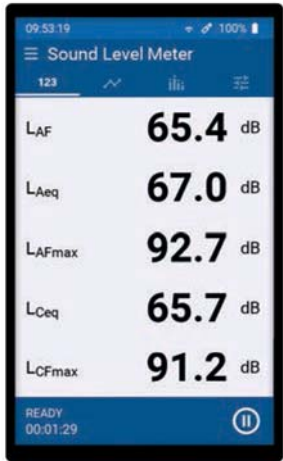 09:53:19 100%
Sound Level Meter
123
LAF 65.4 dB
LAeq 67.0 dB
LAFmax 92.7 dB
LCeq 65.7 dB
LCFmax 91.2 dB
READY
00:01:29